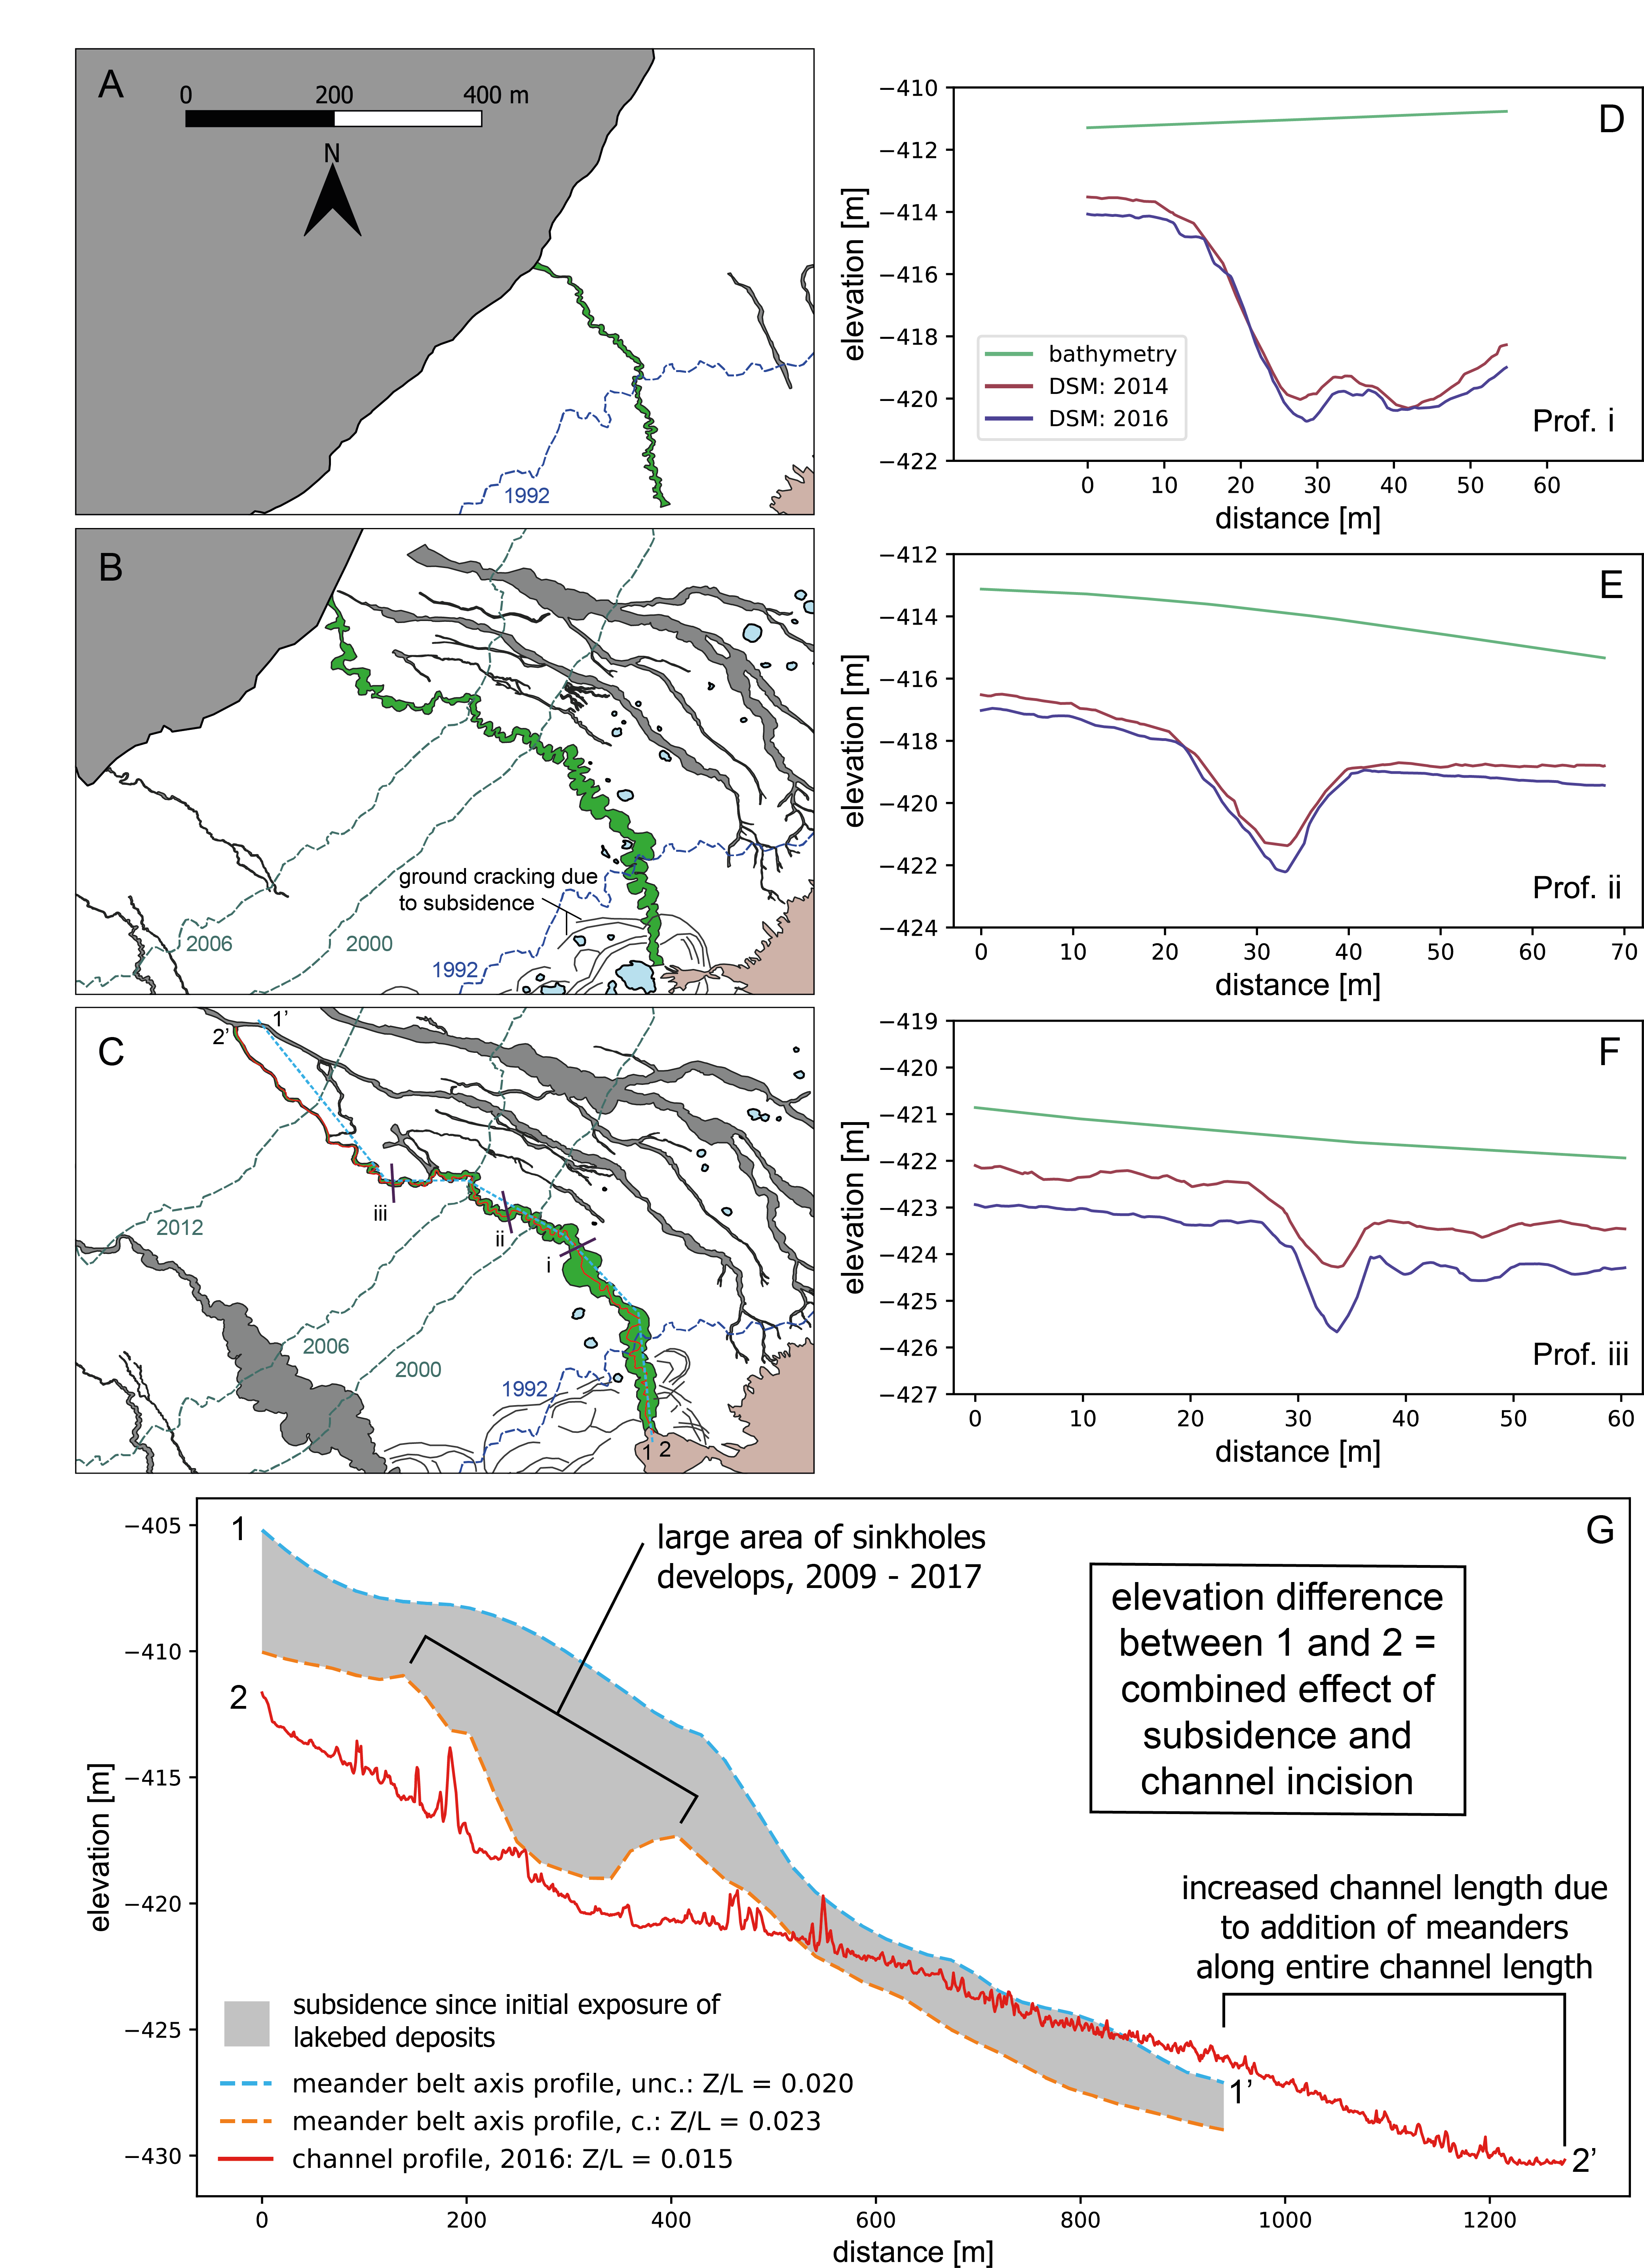 A
0 200 400 m
N
1992
B
ground cracking due
to subsidence
2006
2000
1992
C
1’
2’
iii
ii
i
2012
2006
2000
1992
1 2
D
−410
−412
−414
−416
−418
−420
−422
elevation [m]
bathymetry
DSM: 2014
DSM: 2016
Prof. i
0 10 20 30 40 50 60
distance [m]
E
−412
−414
−416
−418
−420
−422
−424
elevation [m]
Prof. ii
0 10 20 30 40 50 60 70
distance [m]
F
−419
−420
−421
−422
−423
−424
−425
−426
−427
elevation [m]
Prof. iii
0 10 20 30 40 50 60
distance [m]
G
−405
−410
−415
−420
−425
−430
elevation [m]
1
2
large area of sinkholes
develops, 2009 - 2017
elevation difference
between 1 and 2 =
combined effect of
subsidence and
channel incision
increased channel length due
to addition of meanders
along entire channel length
1’
2’
subsidence since initial exposure of
lakebed deposits
meander belt axis profile, unc.: Z/L = 0.020
meander belt axis profile, c.: Z/L = 0.023
channel profile, 2016: Z/L = 0.015
0 200 400 600 800 1000 1200
distance [m]